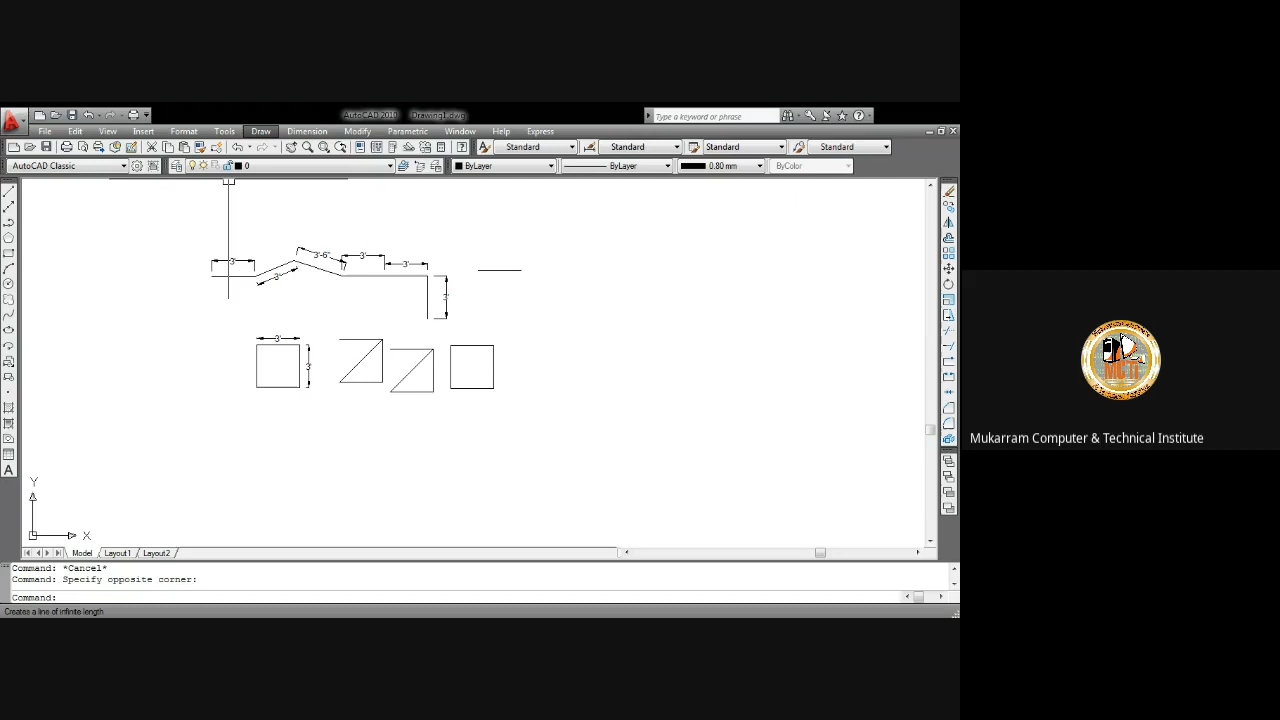 AutoCAD 2010 Drawing1.dwg
Type a keyword or phrase
File Edit View Insert Format Tools Draw Dimension Modify Parametric Window Help Express
Standard Standard Standard Standard
AutoCAD Classic 0 ByLayer ByLayer 0.80 mm ByColor
3' 3' 3'-6" 3' 3' 3'
3' 3'
MCTI
Mukarram Computer & Technical Institute
Y
X
Model Layout1 Layout2
Command: *Cancel*
Command: Specify opposite corner:
Command:
Creates a line of infinite length